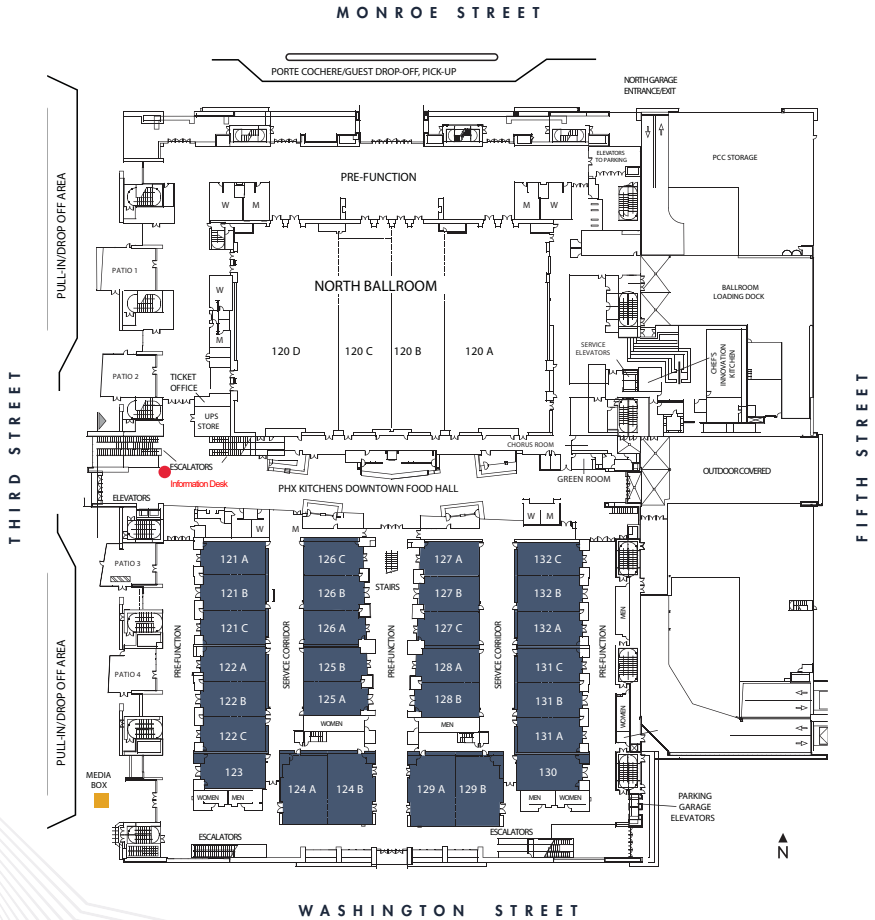 MONROE STREET
PORTE COCHERE/GUEST DROP-OFF, PICK-UP
NORTH GARAGE
ENTRANCE/EXIT
ELEVATORS
TO PARKING
PCC STORAGE
PRE-FUNCTION
W
M
M
W
PULL-IN/DROP OFF AREA
PATIO 1
NORTH BALLROOM
W
M
BALLROOM
LOADING DOCK
120 D
120 C
120 B
120 A
SERVICE
ELEVATORS
CHEF'S
INNOVATION
KITCHEN
PATIO 2
TICKET
OFFICE
UPS
STORE
THIRD STREET
FIFTH STREET
CHORUS ROOM
ESCALATORS
Information Desk
GREEN ROOM
OUTDOOR COVERED
PHX KITCHENS DOWNTOWN FOOD HALL
ELEVATORS
W
M
W
M
PATIO 3
121 A
126 C
127 A
132 C
STAIRS
121 B
126 B
127 B
132 B
MEN
121 C
126 A
127 C
132 A
PRE-FUNCTION
SERVICE CORRIDOR
PRE-FUNCTION
SERVICE CORRIDOR
PRE-FUNCTION
122 A
125 B
128 A
131 C
PATIO 4
PULL-IN/DROP OFF AREA
122 B
125 A
128 B
131 B
WOMEN
WOMEN
MEN
122 C
131 A
123
124 A
124 B
129 A
129 B
130
MEDIA
BOX
WOMEN
MEN
MEN
WOMEN
PARKING
GARAGE
ELEVATORS
ESCALATORS
ESCALATORS
N
WASHINGTON STREET